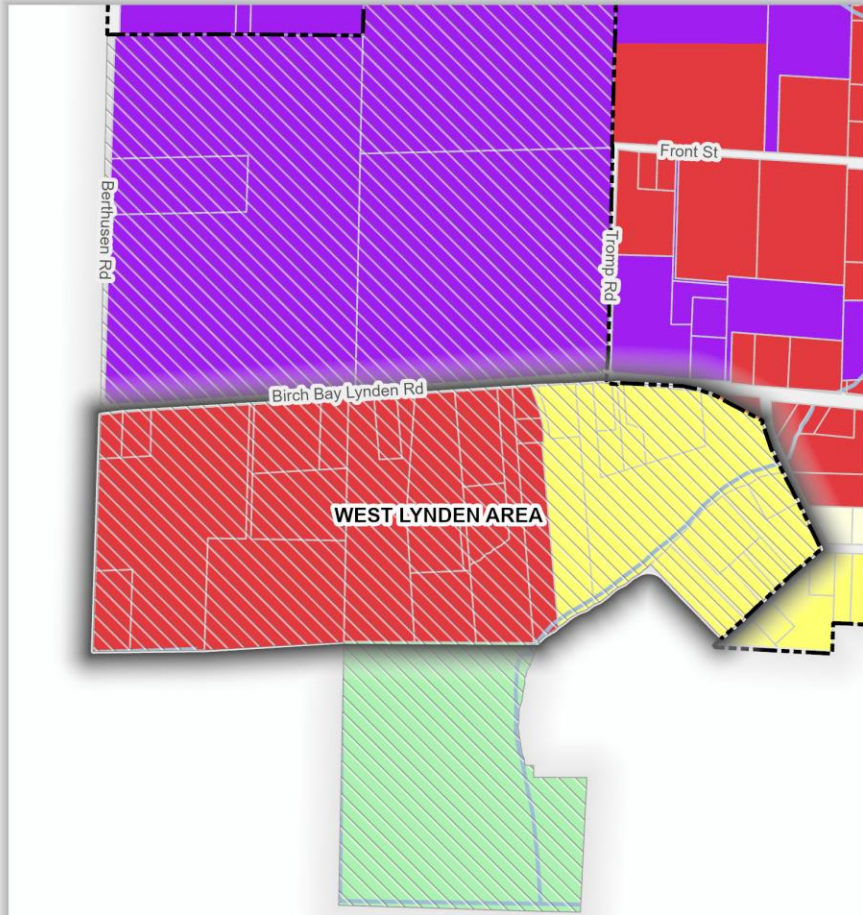 Front St
Berthusen Rd
Tromp Rd
Birch Bay Lynden Rd
WEST LYNDEN AREA